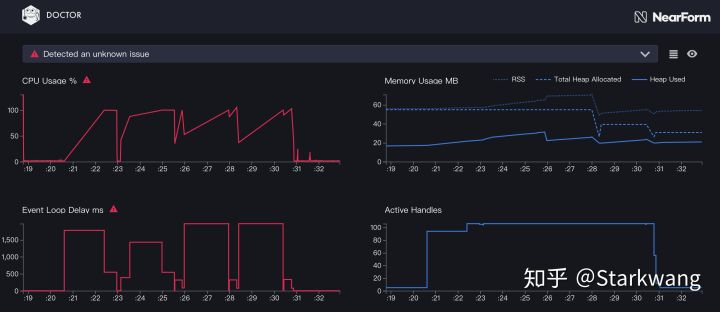 DOCTOR
NearForm
Detected an unknown issue
CPU Usage %
100
50
0
:19 :20 :21 :22 :23 :24 :25 :26 :27 :28 :29 :30 :31 :32
Memory Usage MB
RSS Total Heap Allocated Heap Used
60
40
20
0
:19 :20 :21 :22 :23 :24 :25 :26 :27 :28 :29 :30 :31 :32
Event Loop Delay ms
1,500
1,000
500
0
:19 :20 :21 :22 :23 :24 :25 :26 :27 :28 :29 :30 :31 :32
Active Handles
100
80
60
40
20
0
:19 :20 :21 :22 :23 :24 :25 :26 :27 :28 :29 :30 :31 :32
知乎 @Starkwang